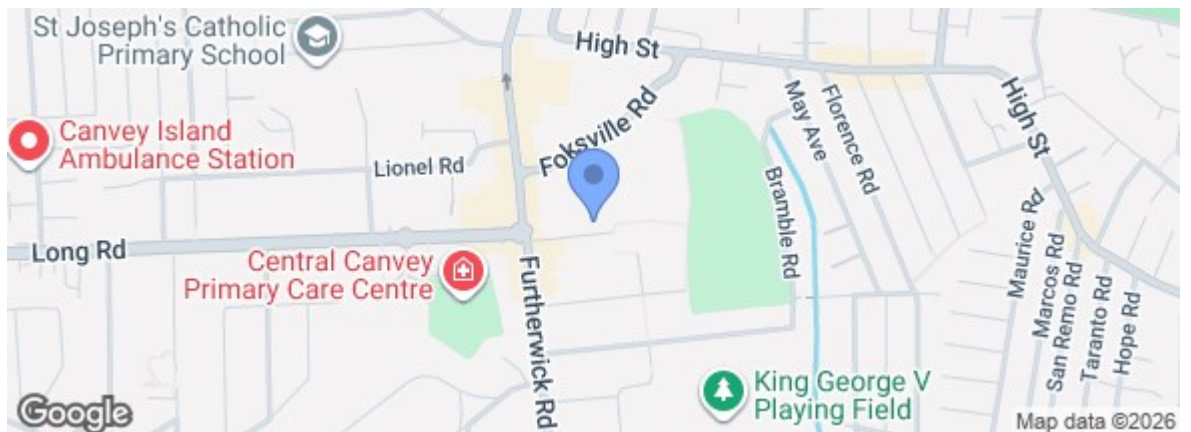 St Joseph's Catholic
Primary School
High St
Foksville Rd
May Ave
Florence Rd
High St
Canvey Island
Ambulance Station
Lionel Rd
Bramble Rd
Long Rd
Central Canvey
Primary Care Centre
Furtherwick Rd
Maurice Rd
Marcos Rd
San Remo Rd
Taranto Rd
Hope Rd
King George V
Playing Field
Google
Map data ©2026